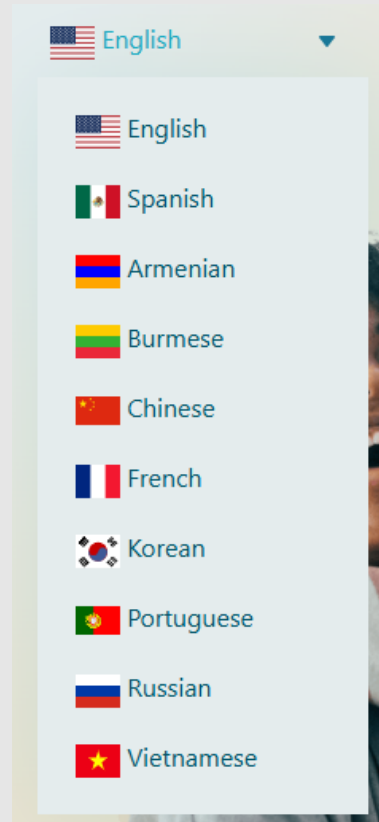 English
English
Spanish
Armenian
Burmese
Chinese
French
Korean
Portuguese
Russian
Vietnamese